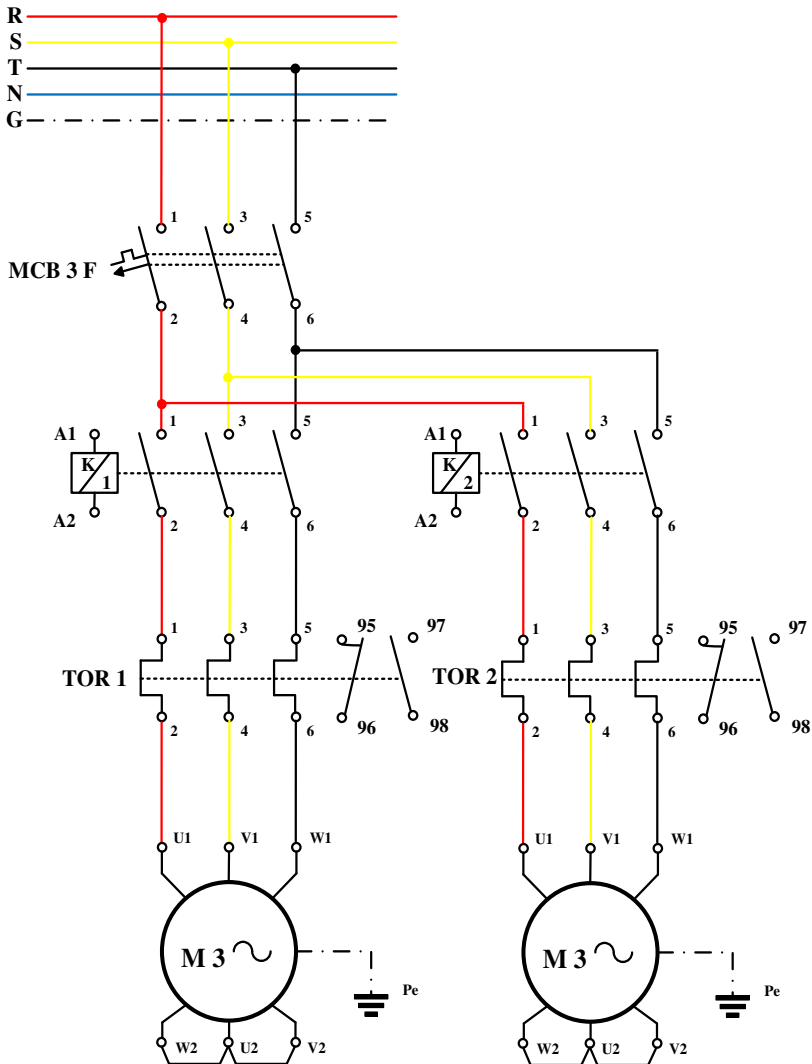 R
S
T
N
G
1 3 5
MCB 3 F
2 4 6
1 3 5 1 3 5
A1 A1
K 1 K 2
A2 A2
2 4 6 2 4 6
1 3 5 95 97 1 3 5 95 97
TOR 1 TOR 2
2 4 6 96 98 2 4 6 96 98
U1 V1 W1 U1 V1 W1
M 3 M 3
Pe Pe
W2 U2 V2 W2 U2 V2